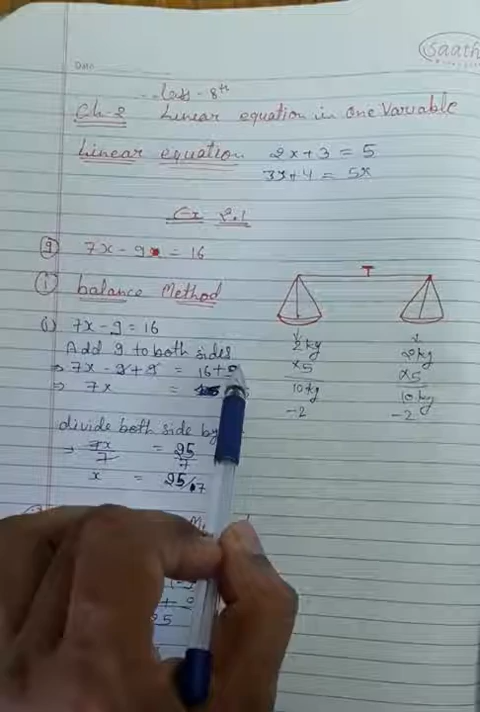 Saath
Date
Class - 8th
Ch-2 Linear equation in one Variable
Linear equation 2x+3 = 5
3x+4 = 5x
Ex 2.1
9 7x-9 = 16
i balance Method
i) 7x-9 = 16
Add 9 to both sides
⇒ 7x-9+9 = 16+9
⇒ 7x =
divide both side by
⇒ 7x/7 = 25/7
x = 25/7
2kg 2kg
x5 x5
10kg 10kg
-2 -2